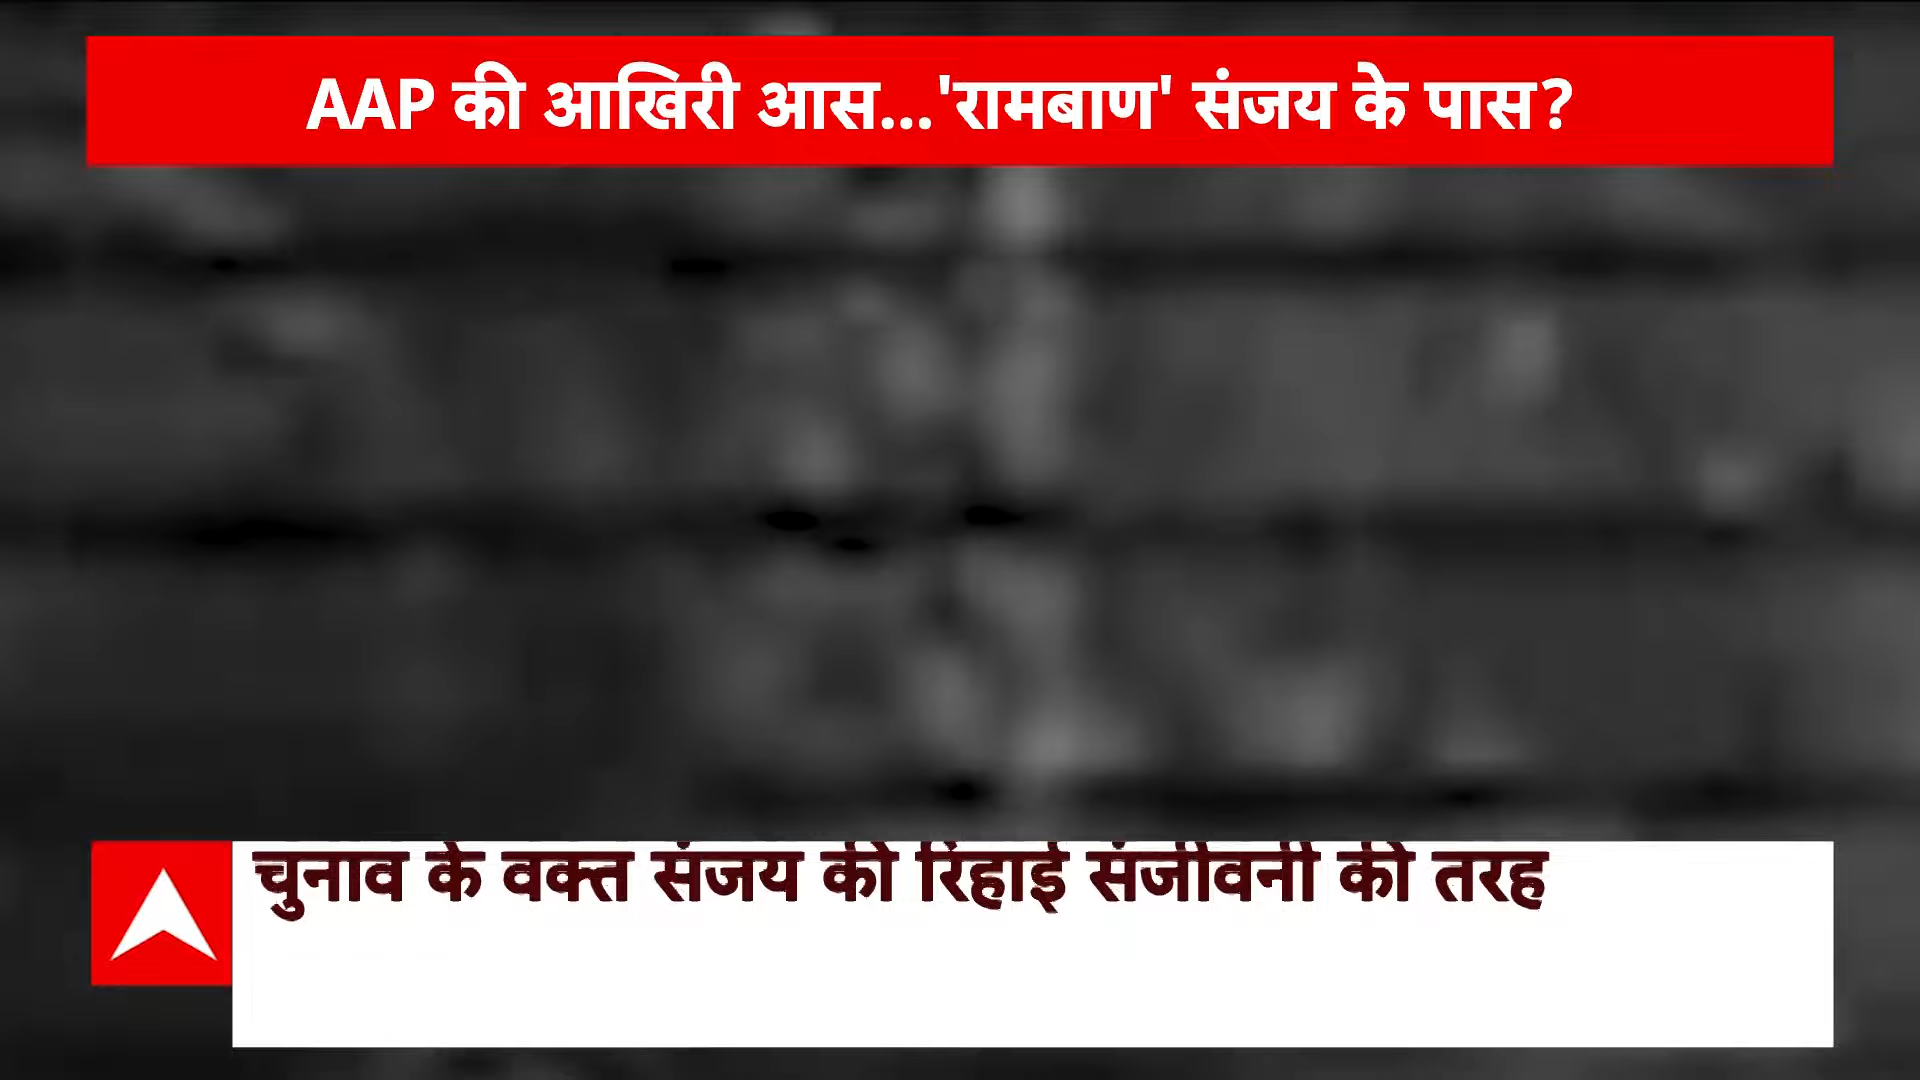 AAP की आखिरी आस...'रामबाण' संजय के पास?
चुनाव के वक्त संजय की रिहाई संजीवनी की तरह